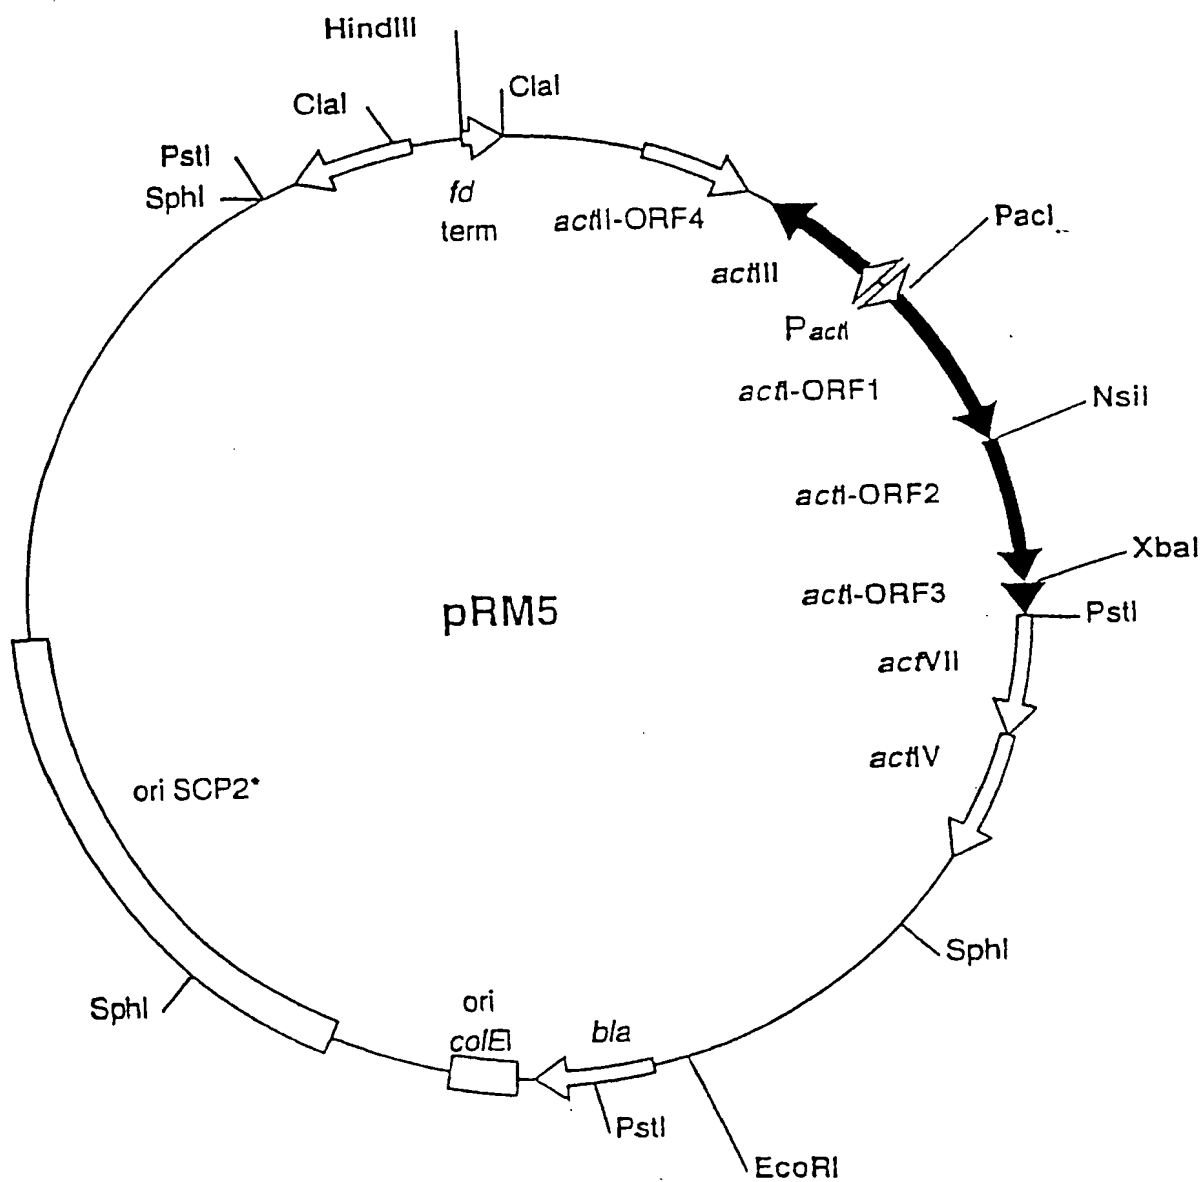 HindIII
ClaI
ClaI
PstI
SphI
fd
term
actII-ORF4
PacI
actIII
PactI
actI-ORF1
NsiI
actI-ORF2
XbaI
actI-ORF3
PstI
pRM5
actVII
actIV
ori SCP2*
SphI
SphI
ori
colEI
bla
PstI
EcoRI